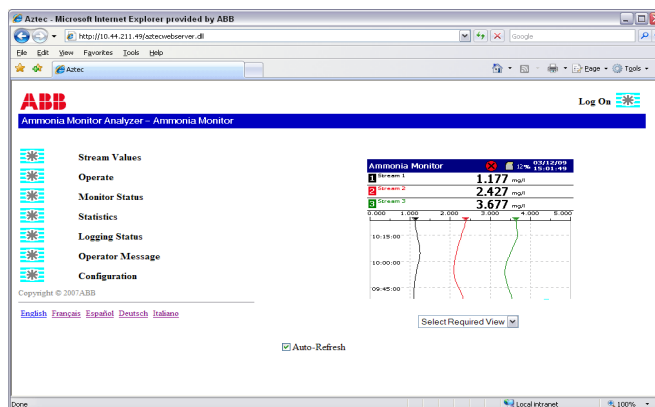 Aztec - Microsoft Internet Explorer provided by ABB
http://10.44.211.49/aztecwebserver.dll
Google
File Edit View Favorites Tools Help
Aztec
Page Tools
ABB
Log On
Ammonia Monitor Analyzer – Ammonia Monitor
Stream Values
Operate
Monitor Status
Statistics
Logging Status
Operator Message
Configuration
Copyright © 2007ABB
English Français Español Deutsch Italiano
Ammonia Monitor 12% 03/12/09 15:01:49
1 Stream 1 1.177 mg/l
2 Stream 2 2.427 mg/l
3 Stream 3 3.677 mg/l
0.000 1.000 2.000 3.000 4.000 5.000
10:15:00
10:00:00
09:45:00
Select Required View
Auto-Refresh
Done Local intranet 100%